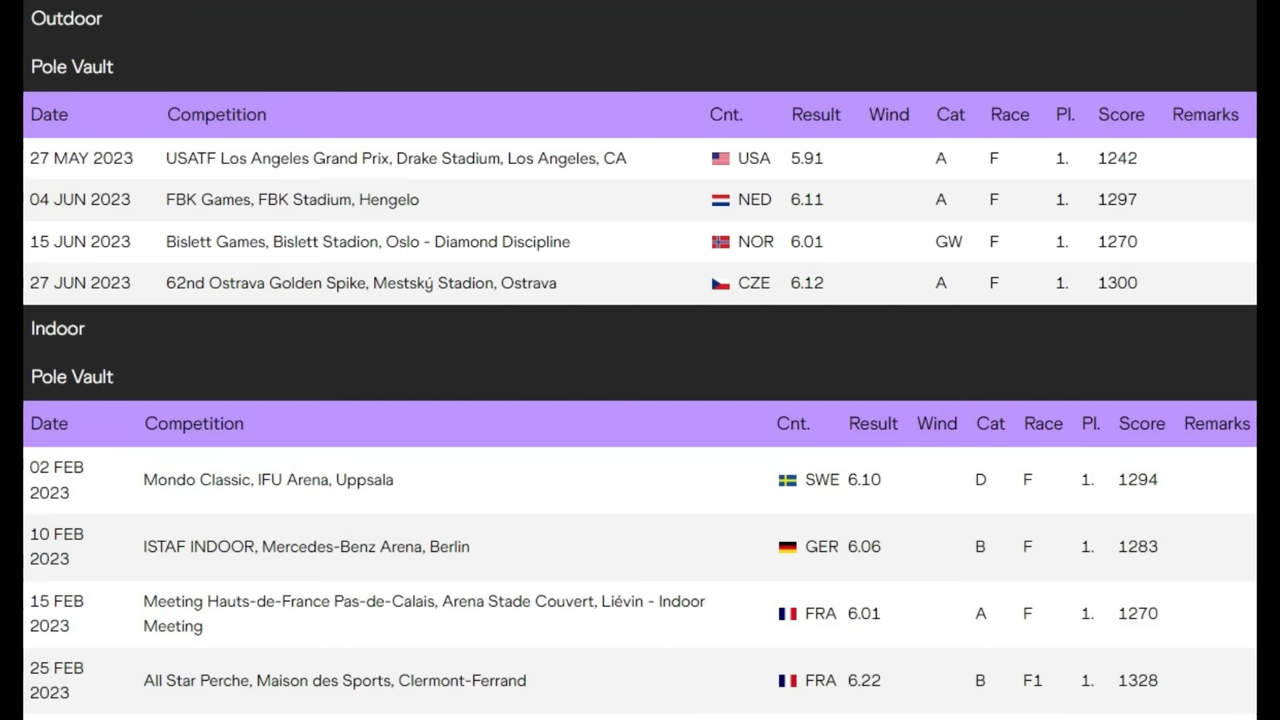 Outdoor
Pole Vault
Date Competition Cnt. Result Wind Cat Race Pl. Score Remarks
27 MAY 2023 USATF Los Angeles Grand Prix, Drake Stadium, Los Angeles, CA USA 5.91 A F 1. 1242
04 JUN 2023 FBK Games, FBK Stadium, Hengelo NED 6.11 A F 1. 1297
15 JUN 2023 Bislett Games, Bislett Stadion, Oslo - Diamond Discipline NOR 6.01 GW F 1. 1270
27 JUN 2023 62nd Ostrava Golden Spike, Mestský Stadion, Ostrava CZE 6.12 A F 1. 1300
Indoor
Pole Vault
Date Competition Cnt. Result Wind Cat Race Pl. Score Remarks
02 FEB
2023 Mondo Classic, IFU Arena, Uppsala SWE 6.10 D F 1. 1294
10 FEB
2023 ISTAF INDOOR, Mercedes-Benz Arena, Berlin GER 6.06 B F 1. 1283
15 FEB Meeting Hauts-de-France Pas-de-Calais, Arena Stade Couvert, Liévin - Indoor
2023 Meeting FRA 6.01 A F 1. 1270
25 FEB
2023 All Star Perche, Maison des Sports, Clermont-Ferrand FRA 6.22 B F1 1. 1328